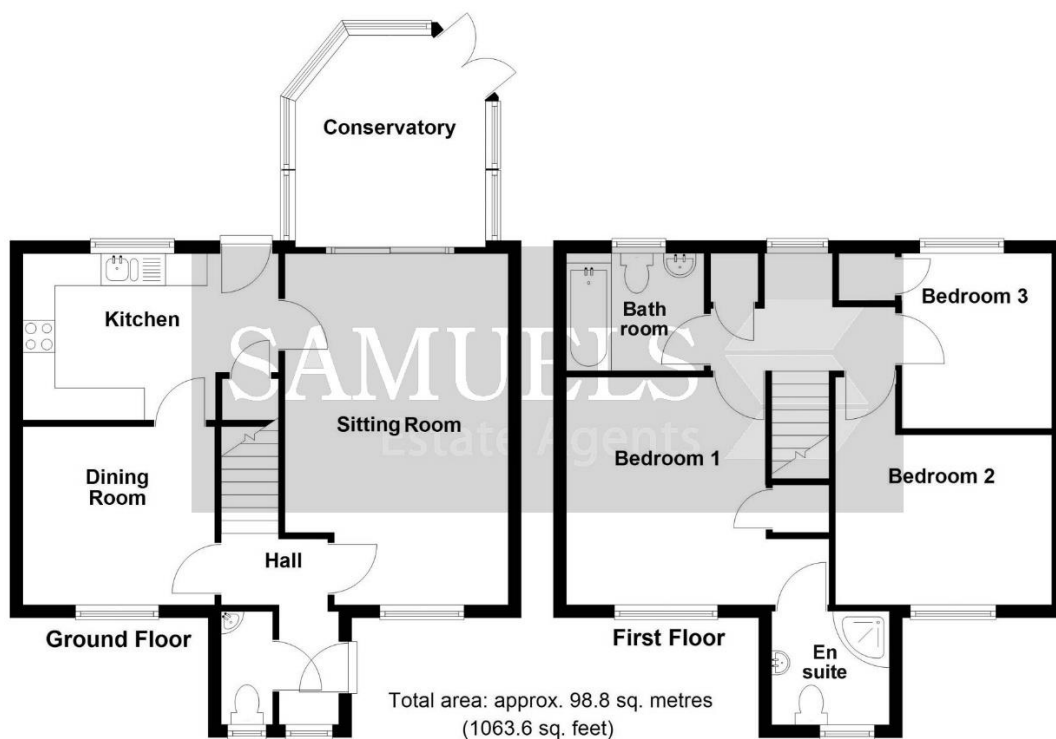 Conservatory
Kitchen
Sitting Room
Dining
Room
Hall
Ground Floor
Bath
room
Bedroom 3
Bedroom 1
Bedroom 2
En
suite
First Floor
SAMUELS
Estate Agents
Total area: approx. 98.8 sq. metres
(1063.6 sq. feet)